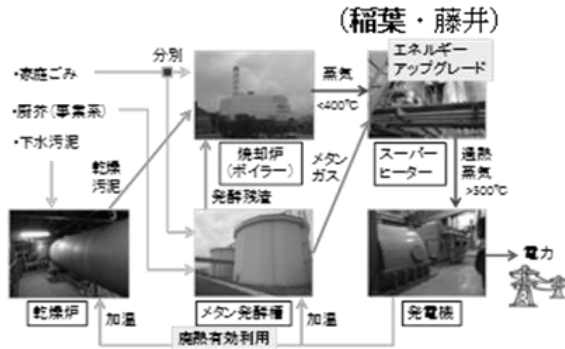 (稲葉・藤井)
分別
エネルギー
アップグレード
・家庭ごみ
蒸気
<400℃
・厨芥(事業系)
・下水汚泥
乾燥
汚泥
焼却炉
(ボイラー)
メタン
ガス
スーパー
ヒーター
過熱
蒸気
>500℃
発酵残渣
電力
乾燥炉
加温
メタン発酵槽
加温
発電機
廃熱有効利用